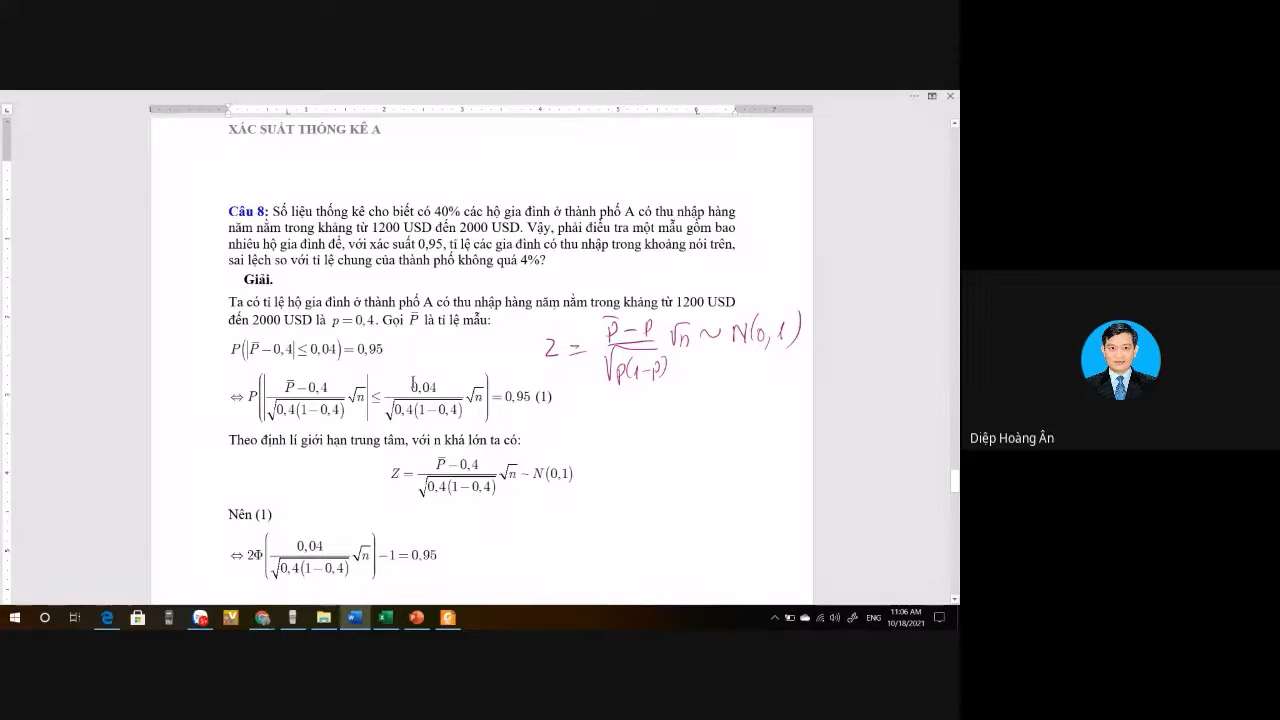 XÁC SUẤT THỐNG KÊ A
Câu 8: Số liệu thống kê cho biết có 40% các hộ gia đình ở thành phố A có thu nhập hàng
năm nằm trong khảng từ 1200 USD đến 2000 USD. Vậy, phải điều tra một mẫu gồm bao
nhiêu hộ gia đình để, với xác suất 0,95, tỉ lệ các gia đình có thu nhập trong khoảng nói trên,
sai lệch so với tỉ lệ chung của thành phố không quá 4%?
Giải.
Ta có tỉ lệ hộ gia đình ở thành phố A có thu nhập hàng năm nằm trong khảng từ 1200 USD
đến 2000 USD là p = 0,4. Gọi P̄ là tỉ lệ mẫu:
Z = (p̄ − p)/√(p(1−p)) √n ~ N(0,1)
P(|P̄ − 0,4| ≤ 0,04) = 0,95
⇔ P(|(P̄ − 0,4)/√(0,4(1−0,4)) √n| ≤ 0,04/√(0,4(1−0,4)) √n) = 0,95 (1)
Theo định lí giới hạn trung tâm, với n khá lớn ta có:
Z = (P̄ − 0,4)/√(0,4(1−0,4)) √n ~ N(0,1)
Nên (1)
⇔ 2Φ(0,04/√(0,4(1−0,4)) √n) − 1 = 0,95
Diệp Hoàng Ân
ENG
11:06 AM
10/18/2021